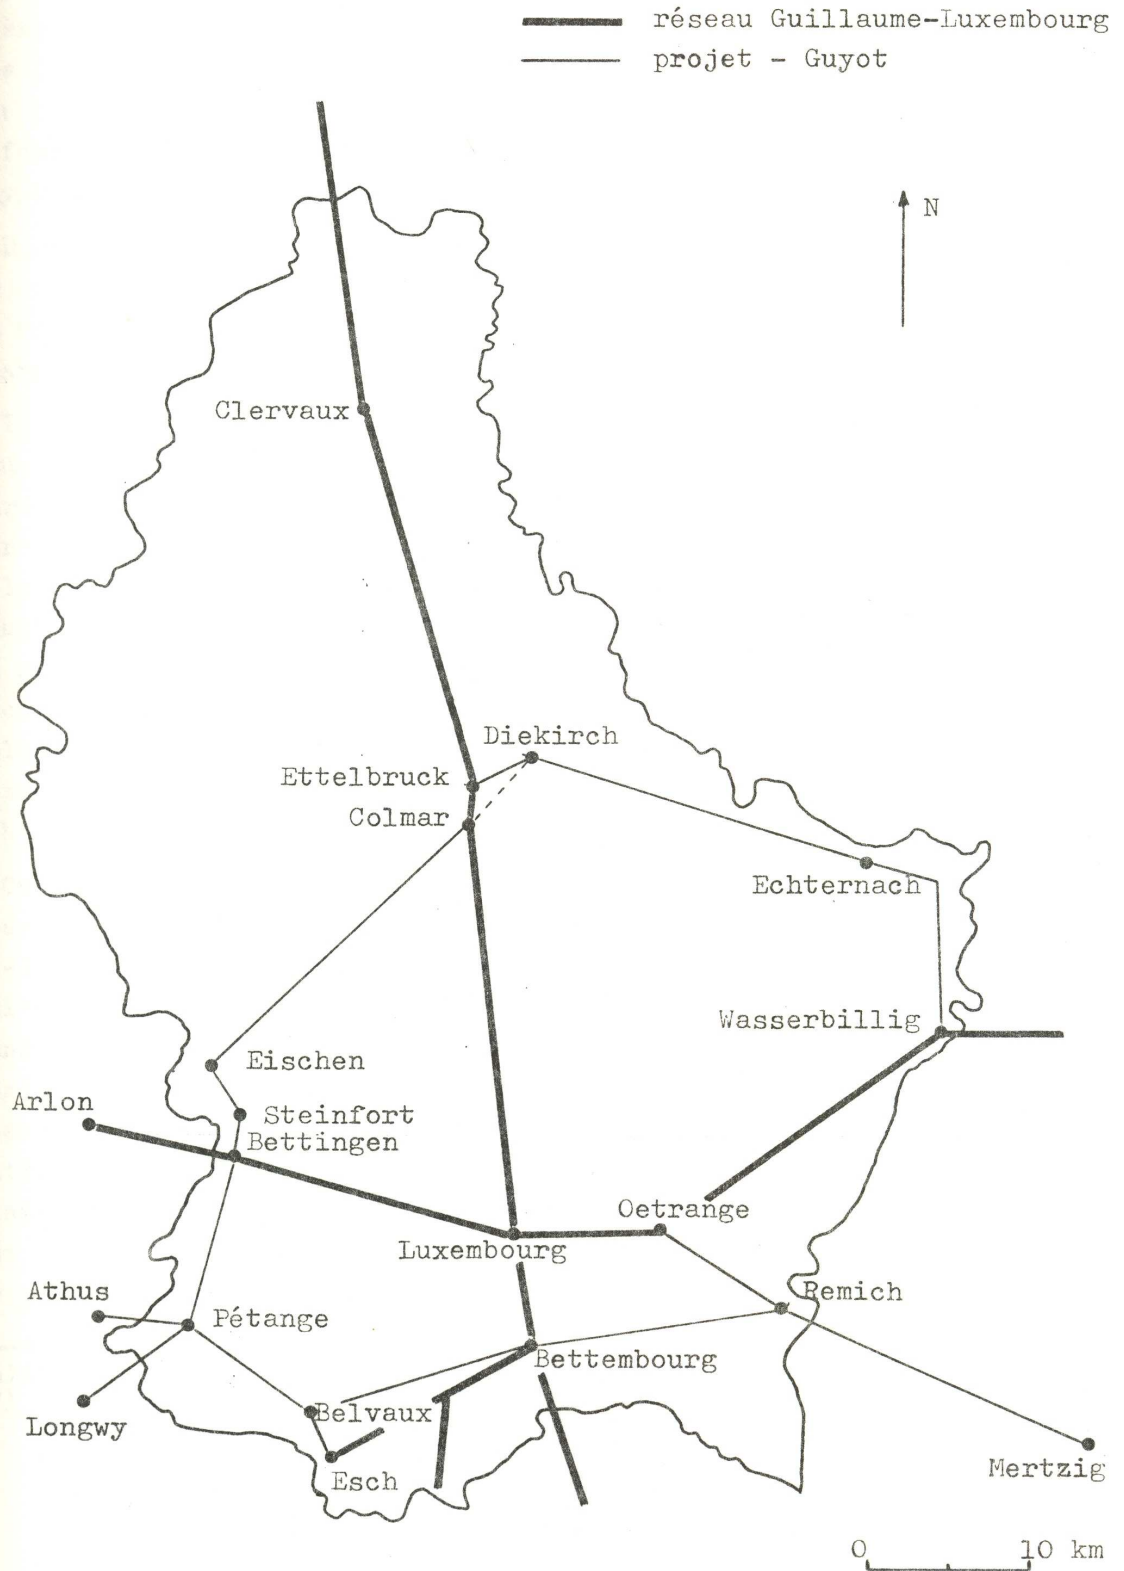 réseau Guillaume-Luxembourg
projet - Guyot
N
Clervaux
Diekirch
Ettelbruck
Colmar
Echternach
Wasserbillig
Eischen
Arlon
Steinfort
Bettingen
Oetrange
Luxembourg
Athus
Remich
Pétange
Bettembourg
Belvaux
Longwy
Mertzig
Esch
0 10 km